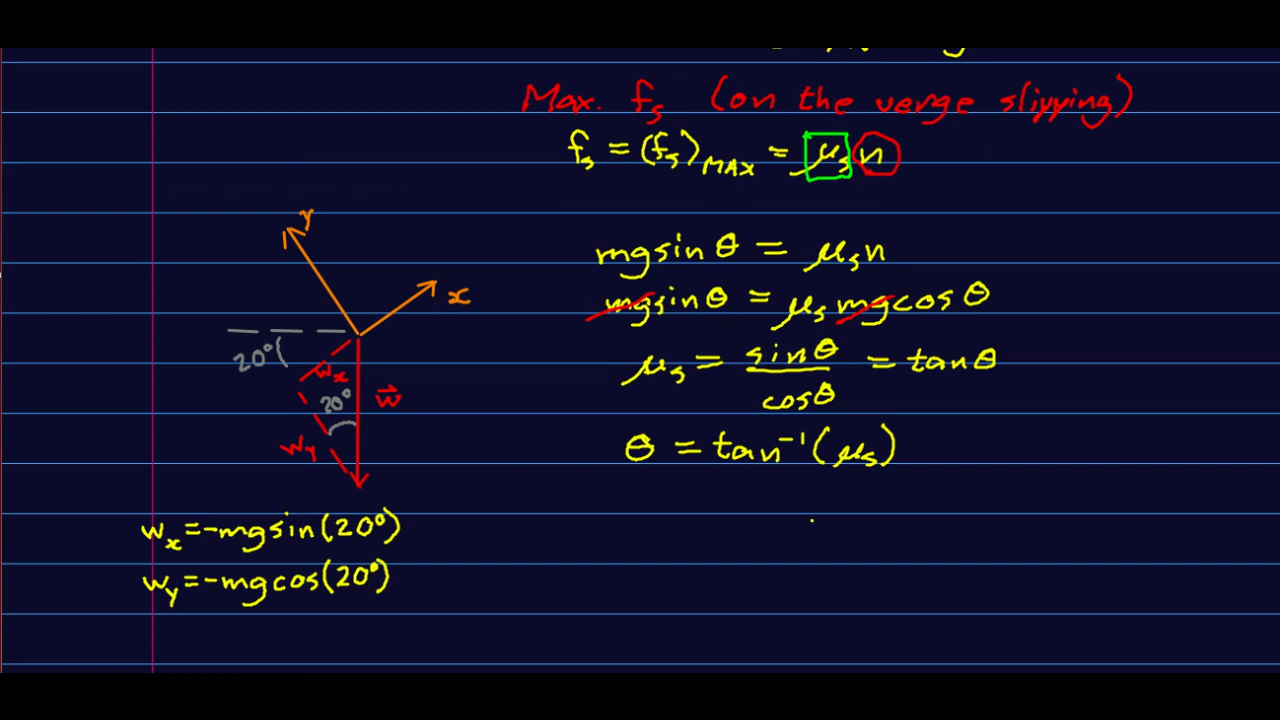 Max. fs (on the verge slipping)
fs = (fs)MAX = μs n
y
x
mgsinθ = μs n
mgsinθ = μs mgcosθ
20°
wx
20°
w⃗
μs = sinθ/cosθ = tanθ
wy
θ = tan⁻¹(μs)
wx = -mgsin(20°)
wy = -mgcos(20°)